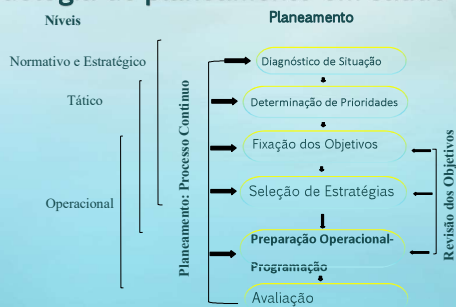 Níveis
Planeamento
Normativo e Estratégico
Tático
Operacional
Planeamento: Processo Contínuo
Diagnóstico de Situação
Determinação de Prioridades
Fixação dos Objetivos
Seleção de Estratégias
Preparação Operacional-
Programação
Avaliação
Revisão dos Objetivos